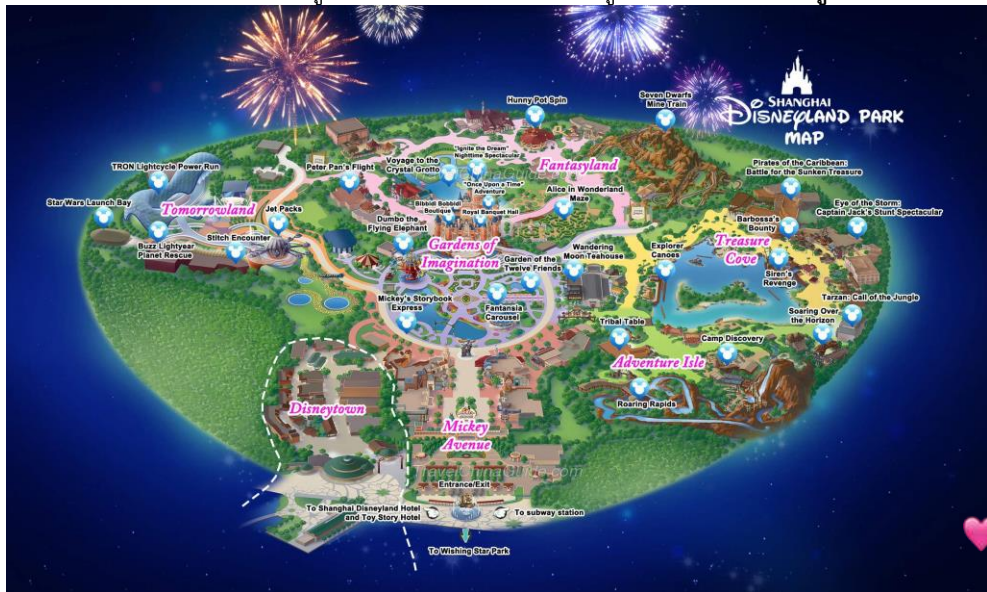 SHANGHAI
DISNEYLAND PARK
MAP
Hunny Pot Spin
Seven Dwarfs
Mine Train
"Ignite the Dream"
Nighttime Spectacular
Fantasyland
Peter Pan's Flight
Voyage to the
Crystal Grotto
TRON Lightcycle Power Run
Pirates of the Caribbean:
Battle for the Sunken Treasure
"Once Upon a Time"
Adventure
Alice in Wonderland
Maze
Star Wars Launch Bay
Tomorrowland
Jet Packs
Bibbidi Bobbidi
Boutique
Royal Banquet Hall
Eye of the Storm:
Captain Jack's Stunt Spectacular
Dumbo the
Flying Elephant
Barbossa's
Bounty
Buzz Lightyear
Planet Rescue
Stitch Encounter
Gardens of
Imagination
Wandering
Moon Teahouse
Explorer
Canoes
Treasure
Cove
Garden of the
Twelve Friends
Siren's
Revenge
Tarzan: Call of the Jungle
Mickey's Storybook
Express
Fantansia
Carousel
Soaring Over
the Horizon
Tribal Table
Camp Discovery
Adventure Isle
Roaring Rapids
Disneytown
Mickey
Avenue
TravelChinaGuide.com
Entrance/Exit
To Shanghai Disneyland Hotel
and Toy Story Hotel
To subway station
To Wishing Star Park